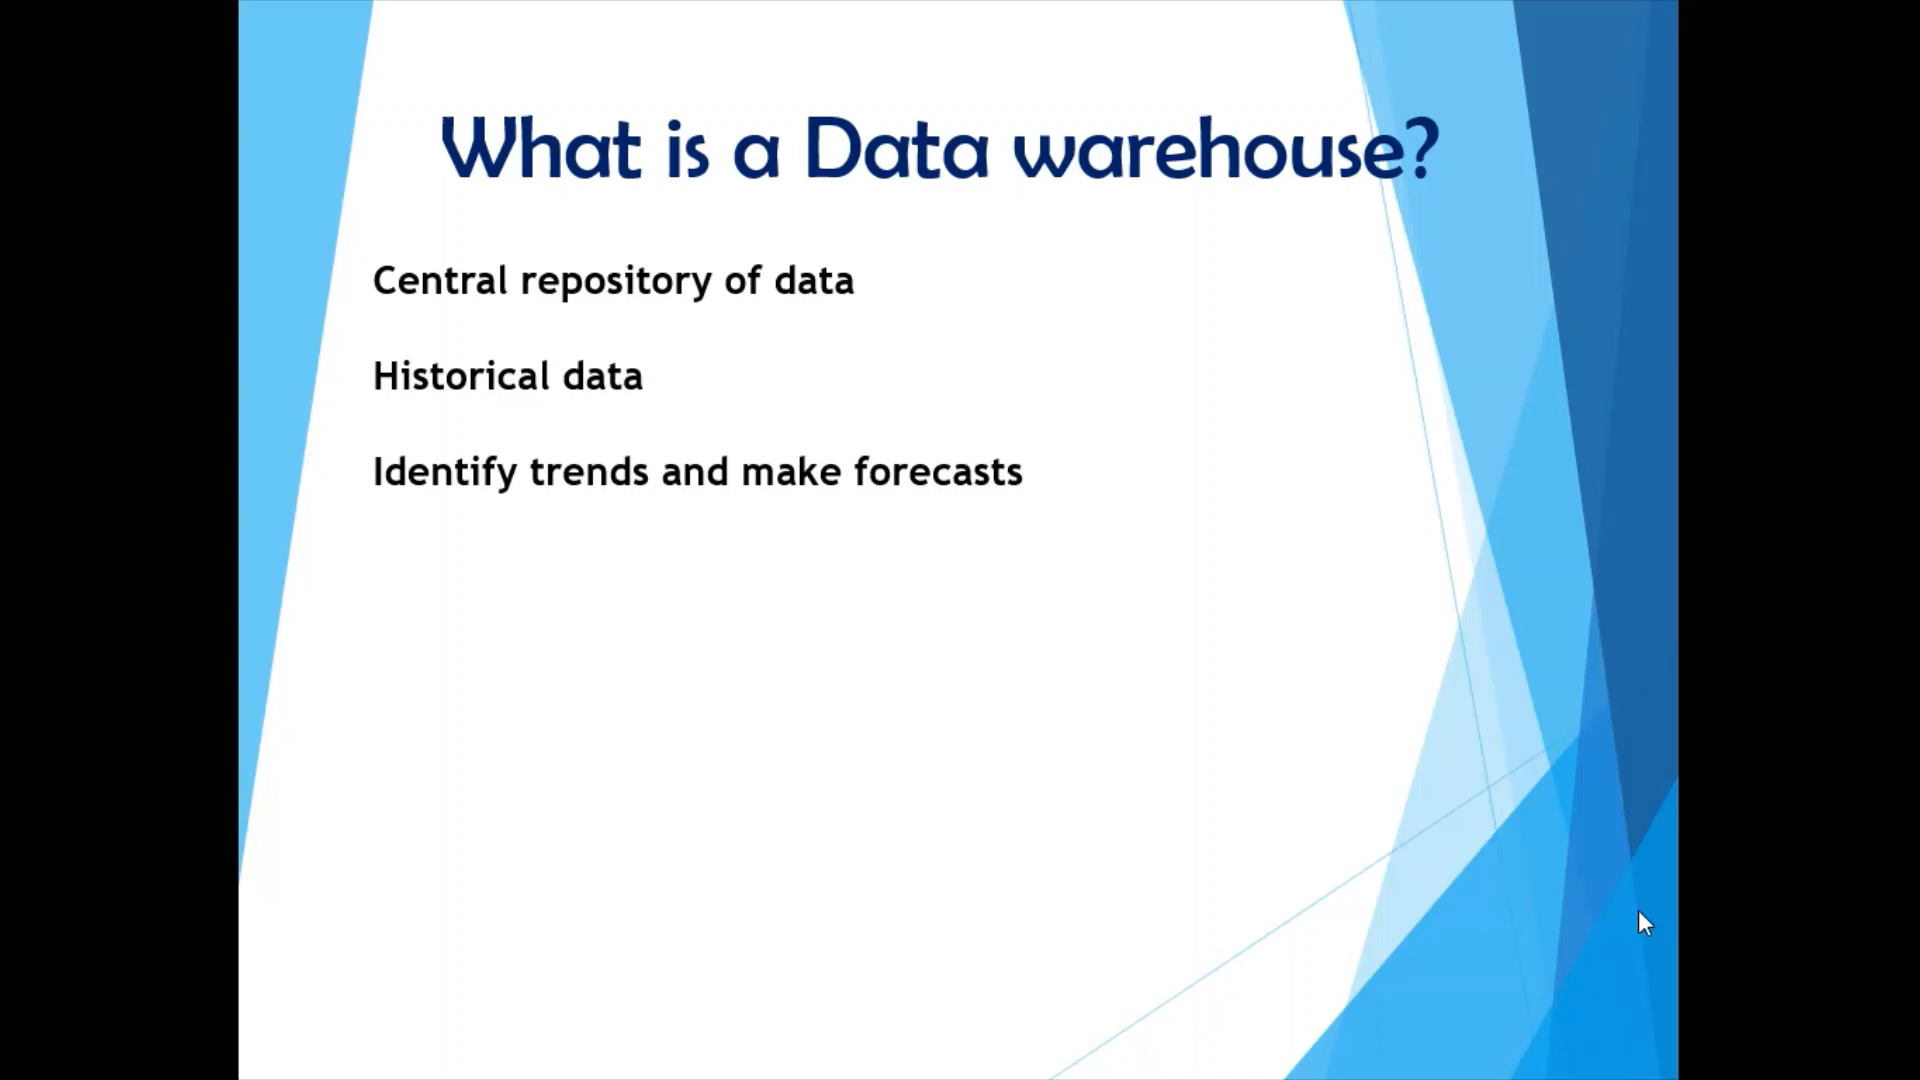 What is a Data warehouse?
Central repository of data
Historical data
Identify trends and make forecasts